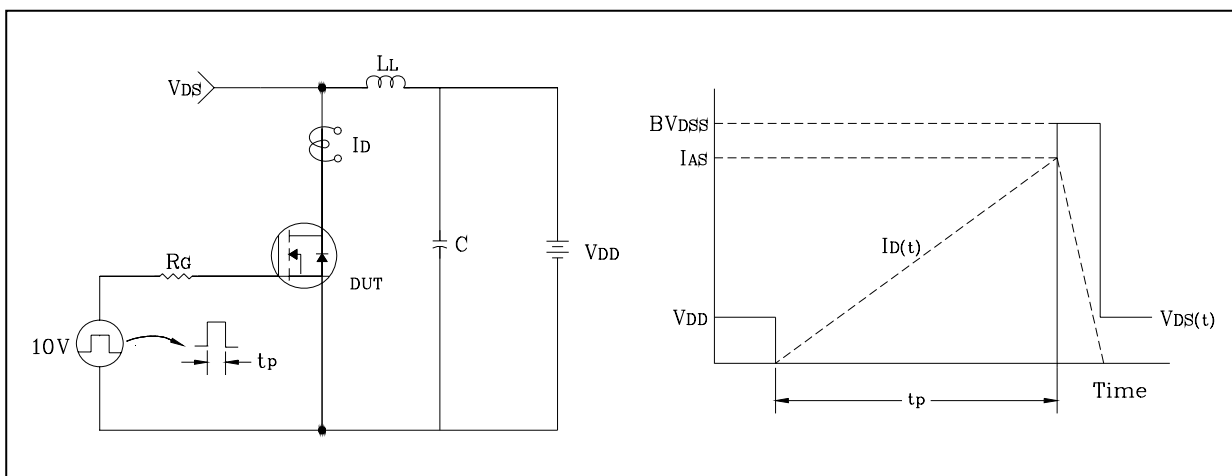 LL
VDS
ID
RG
C
VDD
DUT
10V
tp
BVDSS
IAS
ID(t)
VDD
VDS(t)
Time
tp